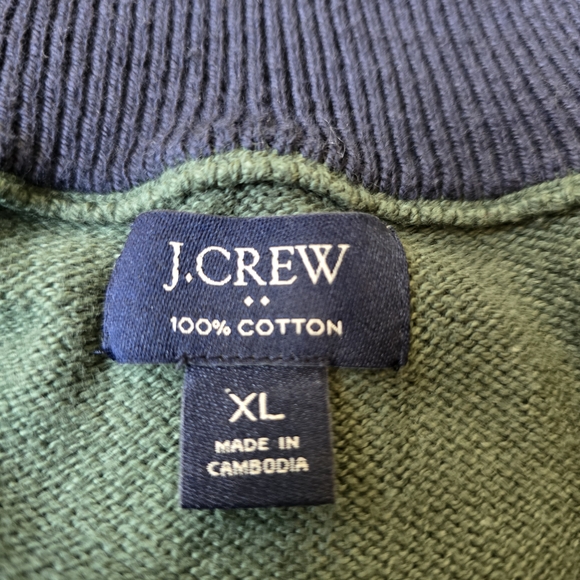 J.CREW
100% COTTON
XL
MADE IN
CAMBODIA